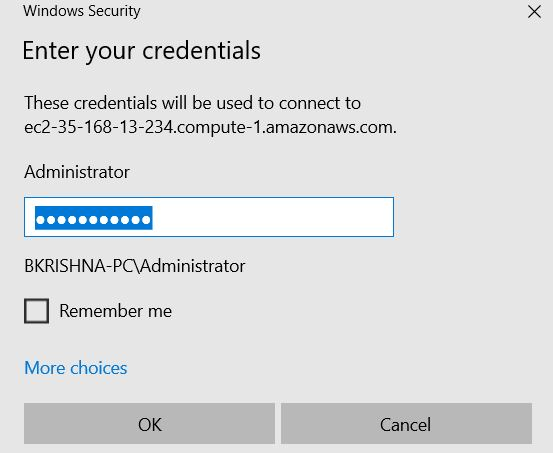 Windows Security
Enter your credentials
These credentials will be used to connect to
ec2-35-168-13-234.compute-1.amazonaws.com.
Administrator
●●●●●●●●●●●
BKRISHNA-PC\Administrator
Remember me
More choices
OK
Cancel